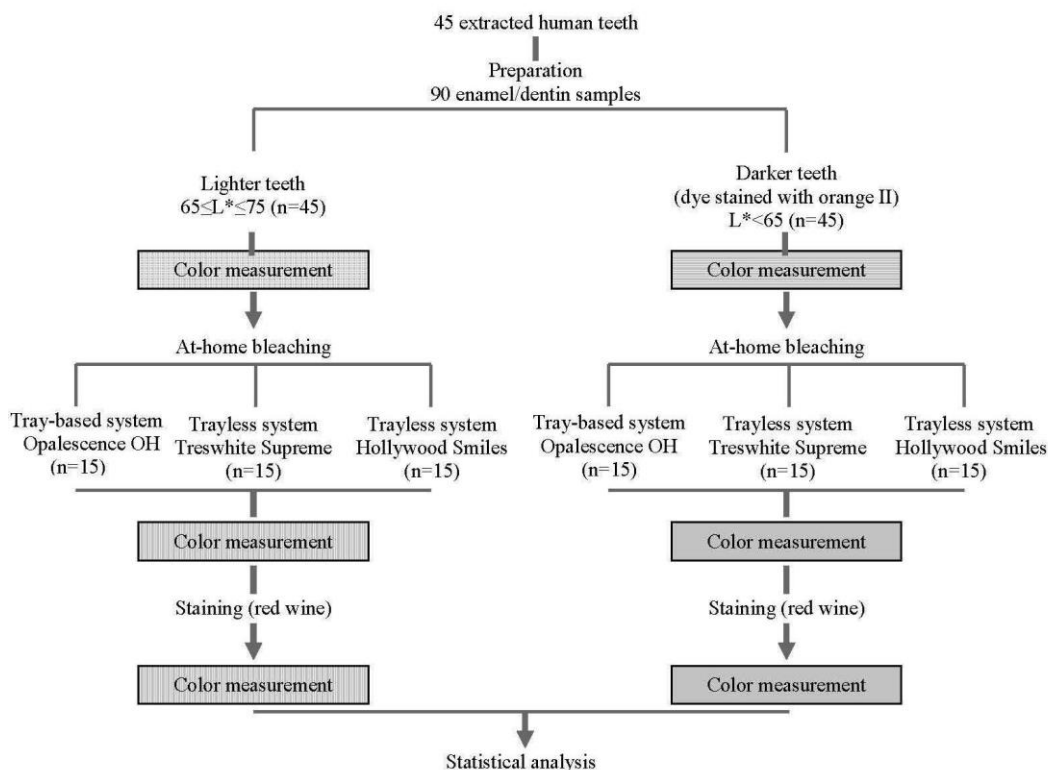 45 extracted human teeth
Preparation
90 enamel/dentin samples
Lighter teeth
65≤L*≤75 (n=45)
Darker teeth
(dye stained with orange II)
L*<65 (n=45)
Color measurement
Color measurement
At-home bleaching
At-home bleaching
Tray-based system
Opalescence OH
(n=15)
Trayless system
Treswhite Supreme
(n=15)
Trayless system
Hollywood Smiles
(n=15)
Tray-based system
Opalescence OH
(n=15)
Trayless system
Treswhite Supreme
(n=15)
Trayless system
Hollywood Smiles
(n=15)
Color measurement
Color measurement
Staining (red wine)
Staining (red wine)
Color measurement
Color measurement
Statistical analysis